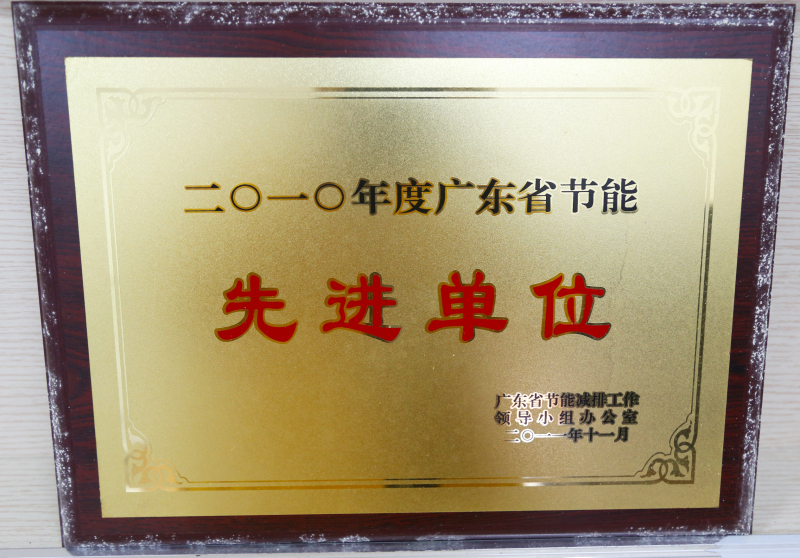 二〇一〇年度广东省节能
先进单位
广东省节能减排工作
领导小组办公室
二〇一一年十一月